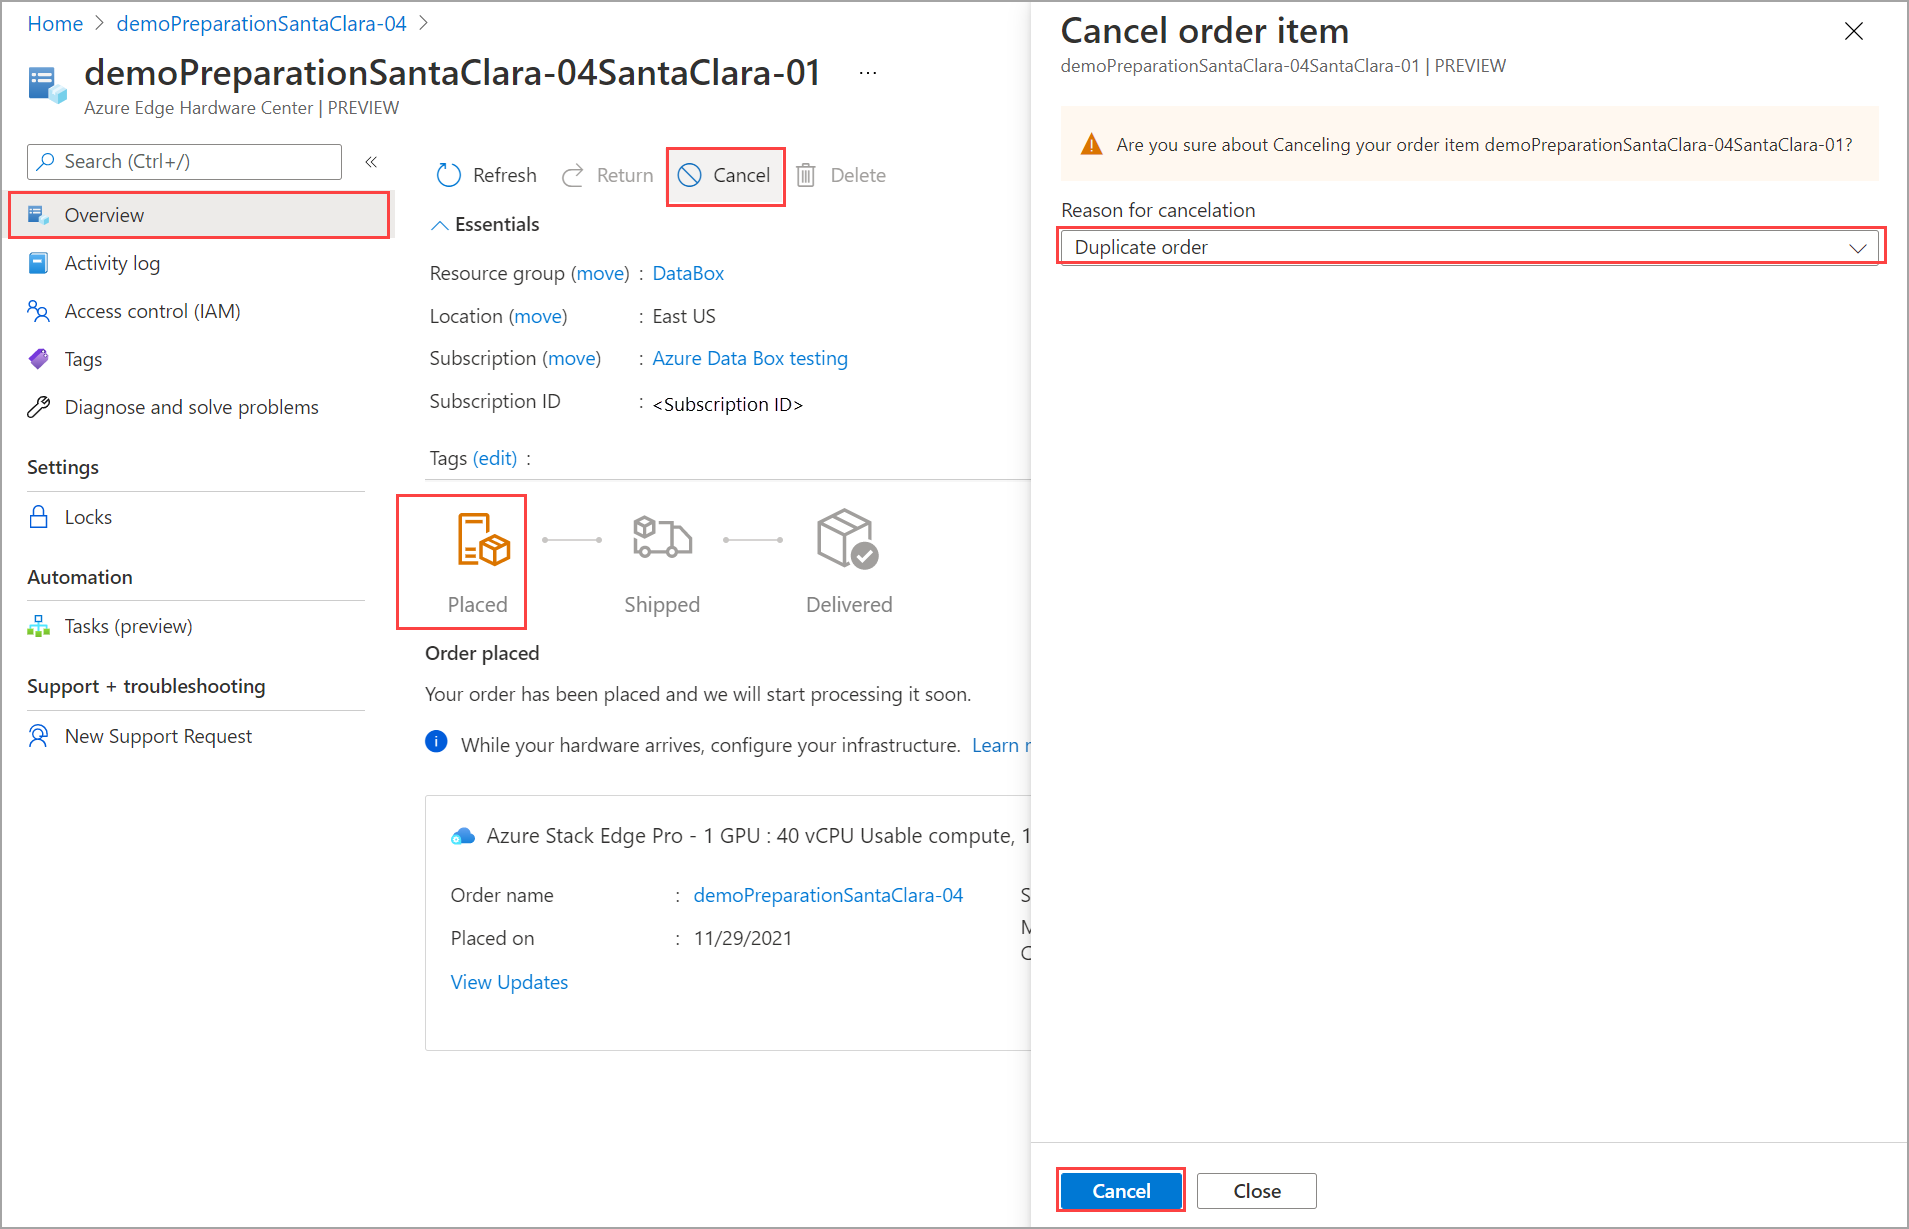 Home > demoPreparationSantaClara-04 >
demoPreparationSantaClara-04SantaClara-01 ...
Azure Edge Hardware Center | PREVIEW
Search (Ctrl+/) «
Overview
Activity log
Access control (IAM)
Tags
Diagnose and solve problems
Settings
Locks
Automation
Tasks (preview)
Support + troubleshooting
New Support Request
Refresh Return Cancel Delete
Essentials
Resource group (move) : DataBox
Location (move) : East US
Subscription (move) : Azure Data Box testing
Subscription ID : <Subscription ID>
Tags (edit) :
Placed Shipped Delivered
Order placed
Your order has been placed and we will start processing it soon.
i While your hardware arrives, configure your infrastructure. Learn
Azure Stack Edge Pro - 1 GPU : 40 vCPU Usable compute, 1
Order name : demoPreparationSantaClara-04
Placed on : 11/29/2021
View Updates
Cancel order item
demoPreparationSantaClara-04SantaClara-01 | PREVIEW
Are you sure about Canceling your order item demoPreparationSantaClara-04SantaClara-01?
Reason for cancelation
Duplicate order
Cancel Close